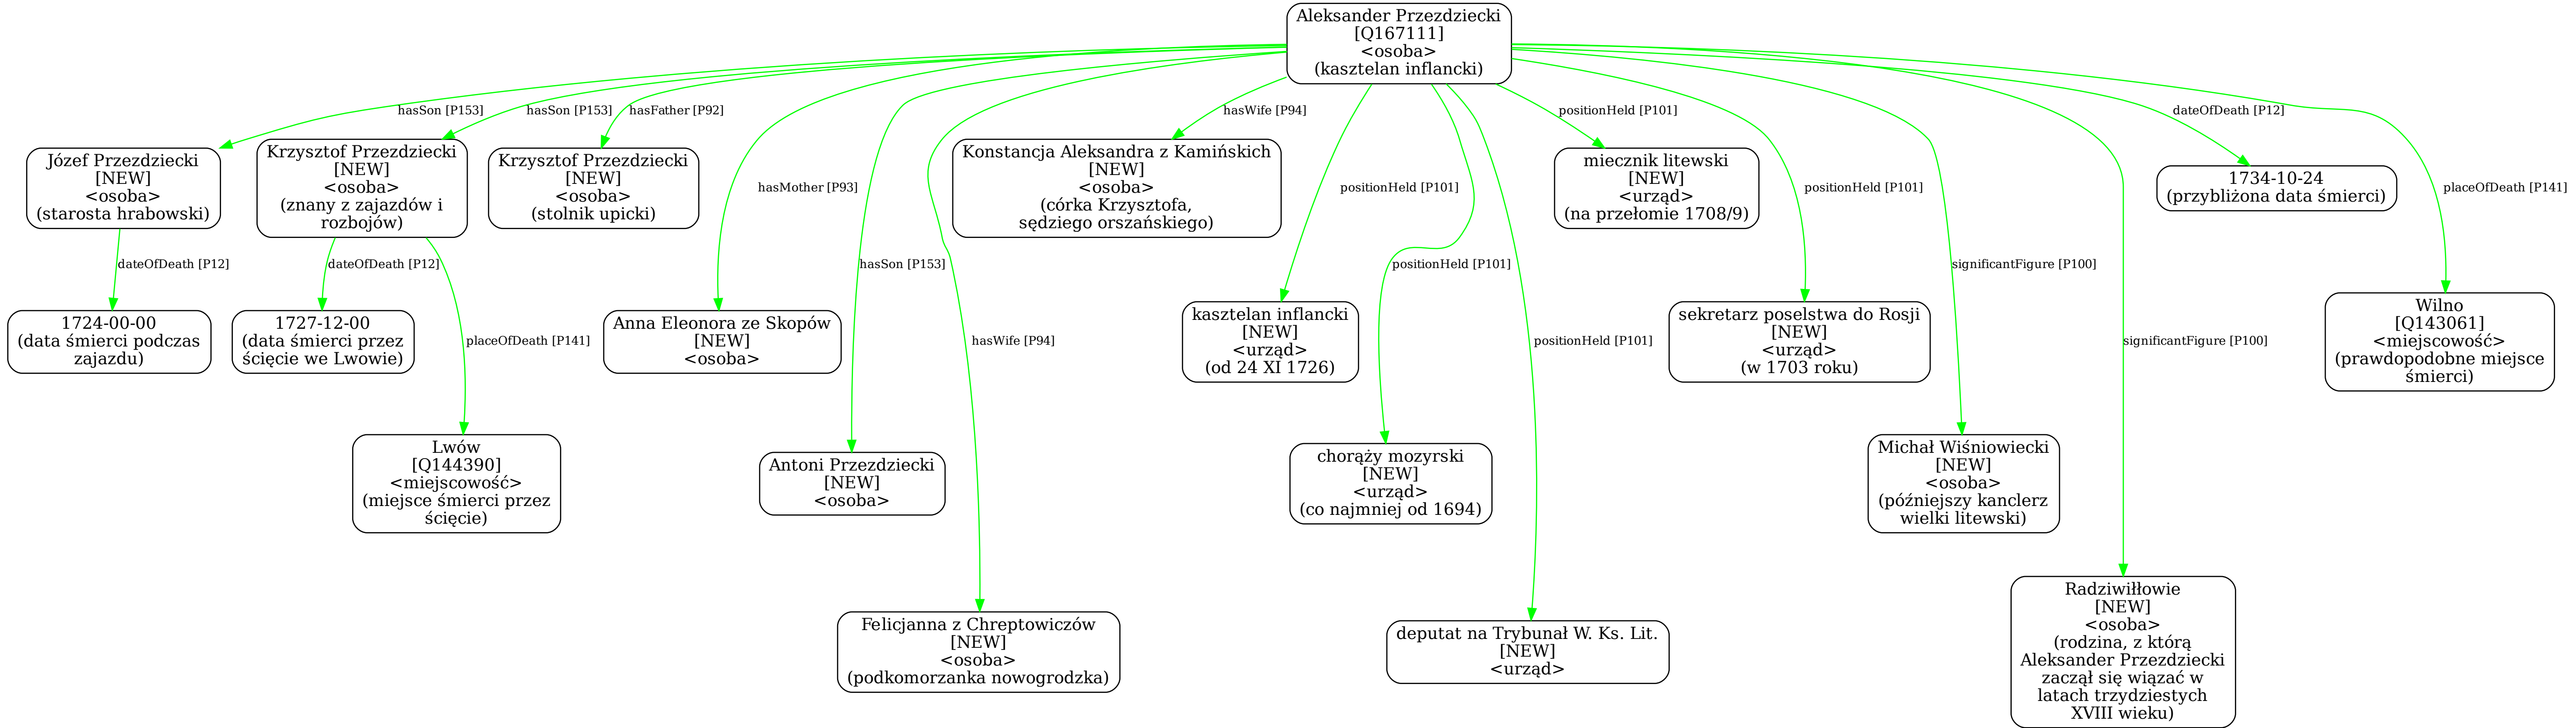 Aleksander Przezdziecki
[Q167111]
<osoba>
(kasztelan inflancki)
hasSon [P153]
hasSon [P153]
hasFather [P92]
hasWife [P94]
positionHeld [P101]
dateOfDeath [P12]
Józef Przezdziecki
[NEW]
<osoba>
(starosta hrabowski)
Krzysztof Przezdziecki
[NEW]
<osoba>
(znany z zajazdów i
rozbojów)
Krzysztof Przezdziecki
[NEW]
<osoba>
(stolnik upicki)
hasMother [P93]
Konstancja Aleksandra z Kamińskich
[NEW]
<osoba>
(córka Krzysztofa,
sędziego orszańskiego)
positionHeld [P101]
miecznik litewski
[NEW]
<urząd>
(na przełomie 1708/9)
positionHeld [P101]
1734-10-24
(przybliżona data śmierci)
placeOfDeath [P141]
dateOfDeath [P12]
dateOfDeath [P12]
hasSon [P153]
positionHeld [P101]
significantFigure [P100]
1724-00-00
(data śmierci podczas
zajazdu)
1727-12-00
(data śmierci przez
ścięcie we Lwowie)
placeOfDeath [P141]
Anna Eleonora ze Skopów
[NEW]
<osoba>
hasWife [P94]
kasztelan inflancki
[NEW]
<urząd>
(od 24 XI 1726)
positionHeld [P101]
sekretarz poselstwa do Rosji
[NEW]
<urząd>
(w 1703 roku)
significantFigure [P100]
Wilno
[Q143061]
<miejscowość>
(prawdopodobne miejsce
śmierci)
Lwów
[Q144390]
<miejscowość>
(miejsce śmierci przez
ścięcie)
Antoni Przezdziecki
[NEW]
<osoba>
chorąży mozyrski
[NEW]
<urząd>
(co najmniej od 1694)
Michał Wiśniowiecki
[NEW]
<osoba>
(późniejszy kanclerz
wielki litewski)
Felicjanna z Chreptowiczów
[NEW]
<osoba>
(podkomorzanka nowogrodzka)
deputat na Trybunał W. Ks. Lit.
[NEW]
<urząd>
Radziwiłłowie
[NEW]
<osoba>
(rodzina, z którą
Aleksander Przezdziecki
zaczął się wiązać w
latach trzydziestych
XVIII wieku)